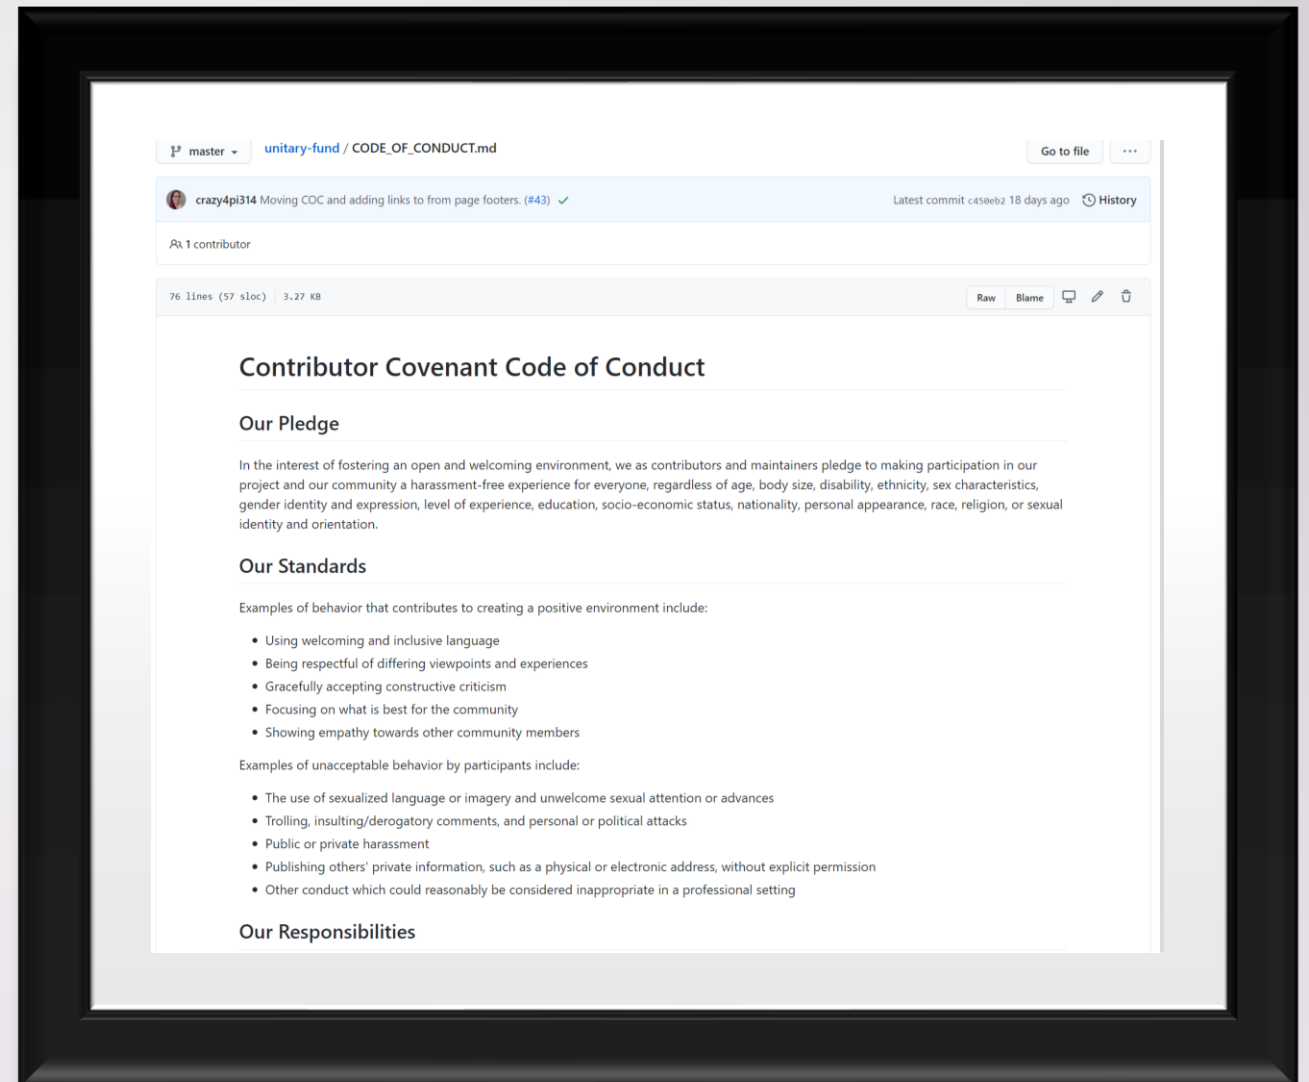 master
unitary-fund / CODE_OF_CONDUCT.md
Go to file
...
crazy4pi314 Moving COC and adding links to from page footers. (#43)
Latest commit c450eb2 18 days ago
History
1 contributor
76 lines (57 sloc) 3.27 KB
Raw
Blame
Contributor Covenant Code of Conduct
Our Pledge
In the interest of fostering an open and welcoming environment, we as contributors and maintainers pledge to making participation in our
project and our community a harassment-free experience for everyone, regardless of age, body size, disability, ethnicity, sex characteristics,
gender identity and expression, level of experience, education, socio-economic status, nationality, personal appearance, race, religion, or sexual
identity and orientation.
Our Standards
Examples of behavior that contributes to creating a positive environment include:
• Using welcoming and inclusive language
• Being respectful of differing viewpoints and experiences
• Gracefully accepting constructive criticism
• Focusing on what is best for the community
• Showing empathy towards other community members
Examples of unacceptable behavior by participants include:
• The use of sexualized language or imagery and unwelcome sexual attention or advances
• Trolling, insulting/derogatory comments, and personal or political attacks
• Public or private harassment
• Publishing others' private information, such as a physical or electronic address, without explicit permission
• Other conduct which could reasonably be considered inappropriate in a professional setting
Our Responsibilities